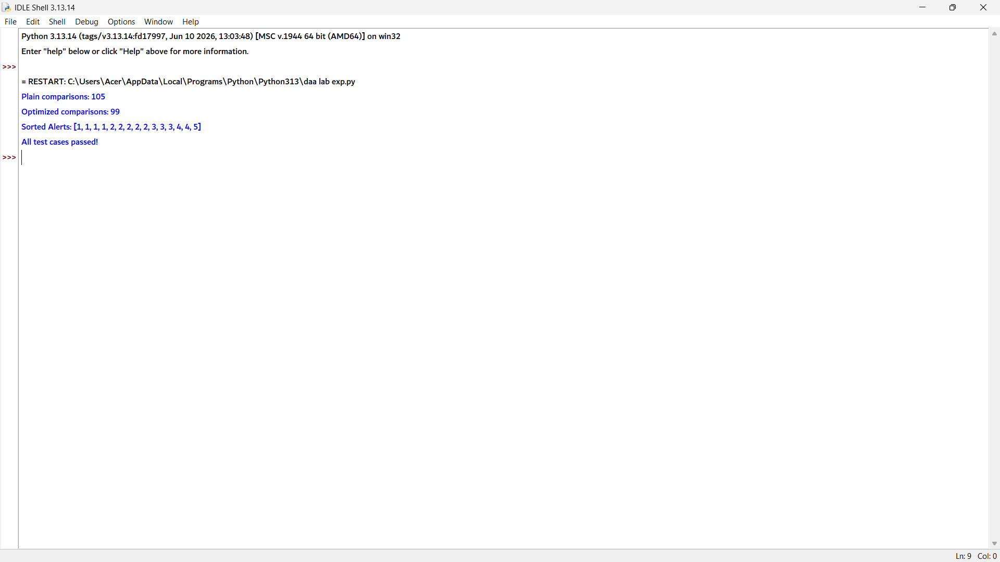 IDLE Shell 3.13.14
File Edit Shell Debug Options Window Help
Python 3.13.14 (tags/v3.13.14:fd17997, Jun 10 2026, 13:03:48) [MSC v.1944 64 bit (AMD64)] on win32
Enter "help" below or click "Help" above for more information.
>>>
= RESTART: C:\Users\Acer\AppData\Local\Programs\Python\Python313\daa lab exp.py
Plain comparisons: 105
Optimized comparisons: 99
Sorted Alerts: [1, 1, 1, 1, 2, 2, 2, 2, 2, 3, 3, 3, 4, 4, 5]
All test cases passed!
>>>
Ln: 9 Col: 0